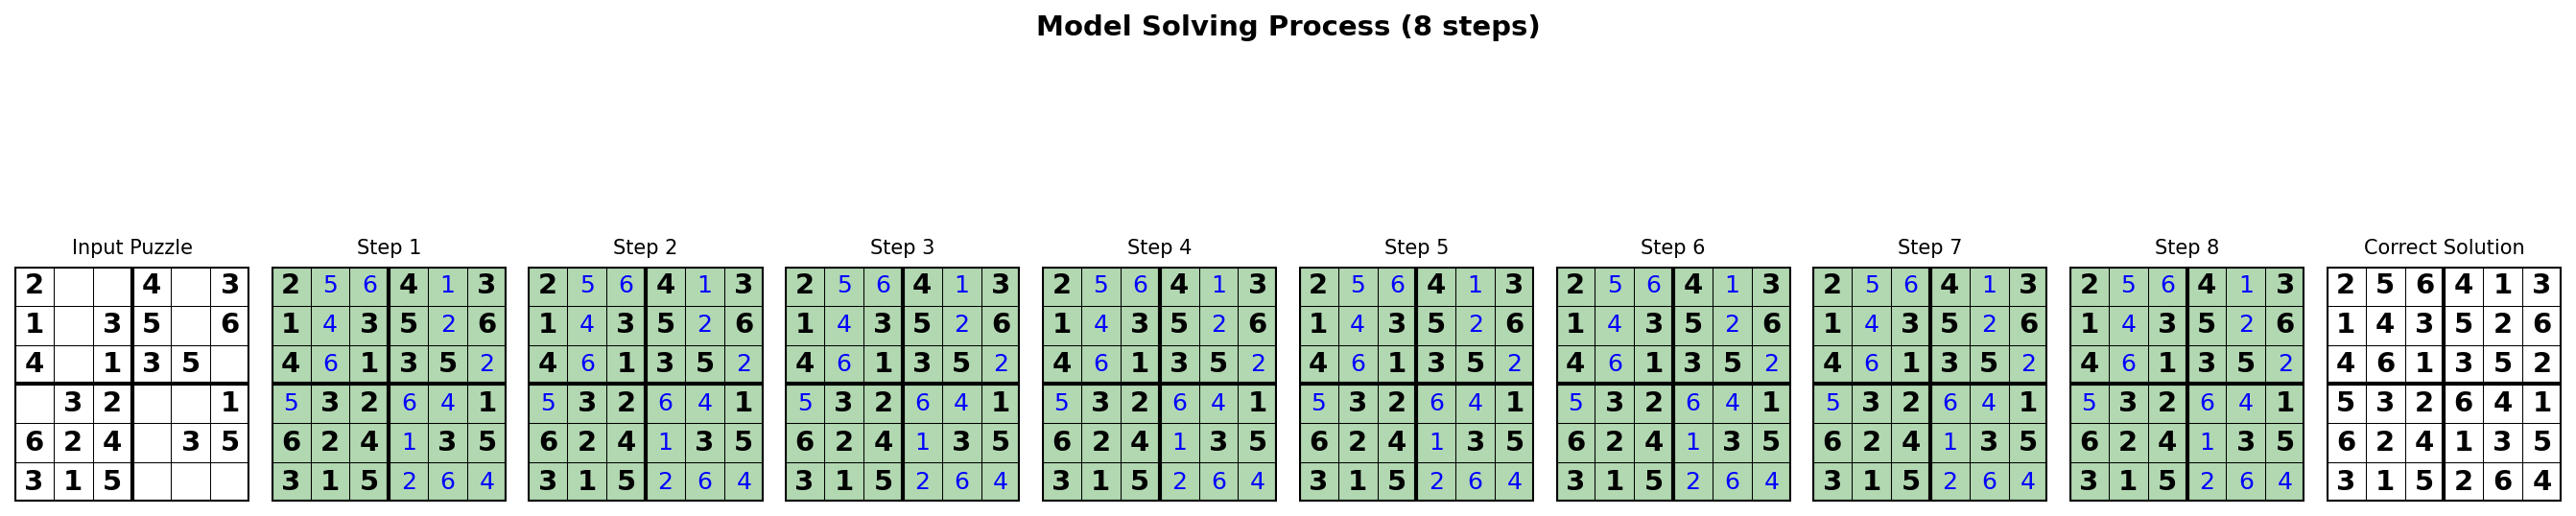 Model Solving Process (8 steps)
Input Puzzle Step 1 Step 2 Step 3 Step 4 Step 5 Step 6 Step 7 Step 8 Correct Solution
2 4 3 2 5 6 4 1 3 2 5 6 4 1 3 2 5 6 4 1 3 2 5 6 4 1 3 2 5 6 4 1 3 2 5 6 4 1 3 2 5 6 4 1 3 2 5 6 4 1 3 2 5 6 4 1 3
1 3 5 6 1 4 3 5 2 6 1 4 3 5 2 6 1 4 3 5 2 6 1 4 3 5 2 6 1 4 3 5 2 6 1 4 3 5 2 6 1 4 3 5 2 6 1 4 3 5 2 6 1 4 3 5 2 6
4 1 3 5 4 6 1 3 5 2 4 6 1 3 5 2 4 6 1 3 5 2 4 6 1 3 5 2 4 6 1 3 5 2 4 6 1 3 5 2 4 6 1 3 5 2 4 6 1 3 5 2 4 6 1 3 5 2
3 2 1 5 3 2 6 4 1 5 3 2 6 4 1 5 3 2 6 4 1 5 3 2 6 4 1 5 3 2 6 4 1 5 3 2 6 4 1 5 3 2 6 4 1 5 3 2 6 4 1 5 3 2 6 4 1
6 2 4 3 5 6 2 4 1 3 5 6 2 4 1 3 5 6 2 4 1 3 5 6 2 4 1 3 5 6 2 4 1 3 5 6 2 4 1 3 5 6 2 4 1 3 5 6 2 4 1 3 5 6 2 4 1 3 5
3 1 5 3 1 5 2 6 4 3 1 5 2 6 4 3 1 5 2 6 4 3 1 5 2 6 4 3 1 5 2 6 4 3 1 5 2 6 4 3 1 5 2 6 4 3 1 5 2 6 4 3 1 5 2 6 4